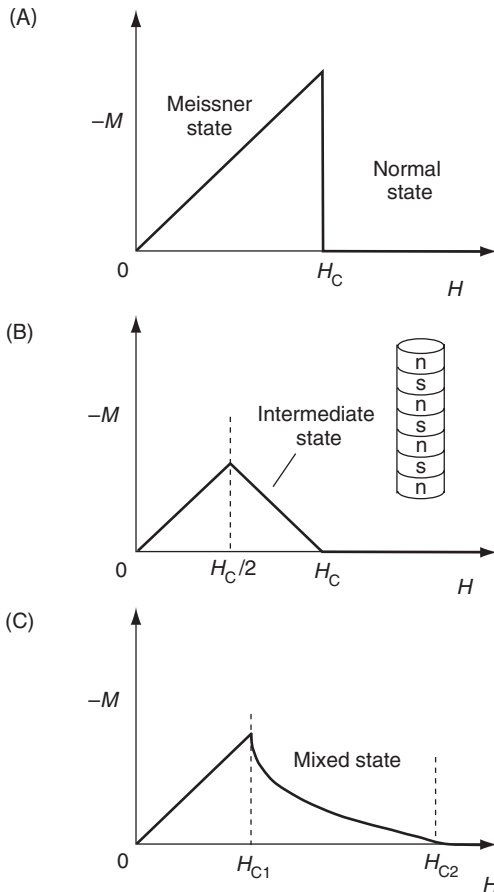 (A)
Meissner
state
–M
Normal
state
0
H_C
H
(B)
n
s
n
s
n
s
n
–M
Intermediate
state
0
H_C/2
H_C
H
(C)
–M
Mixed state
0
H_C1
H_C2
H